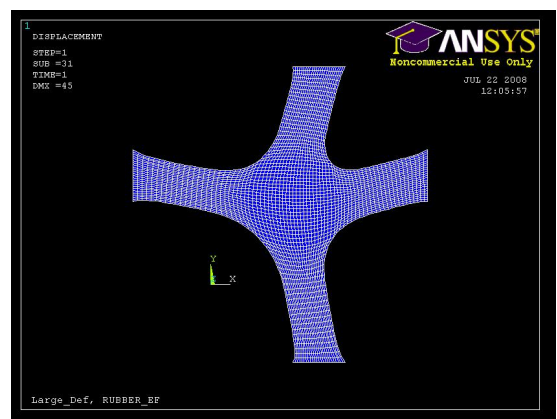 1
DISPLACEMENT
STEP=1
SUB =31
TIME=1
DMX =45
ANSYS
Noncommercial Use Only
JUL 22 2008
12:05:57
Y
X
Large_Def, RUBBER_EF